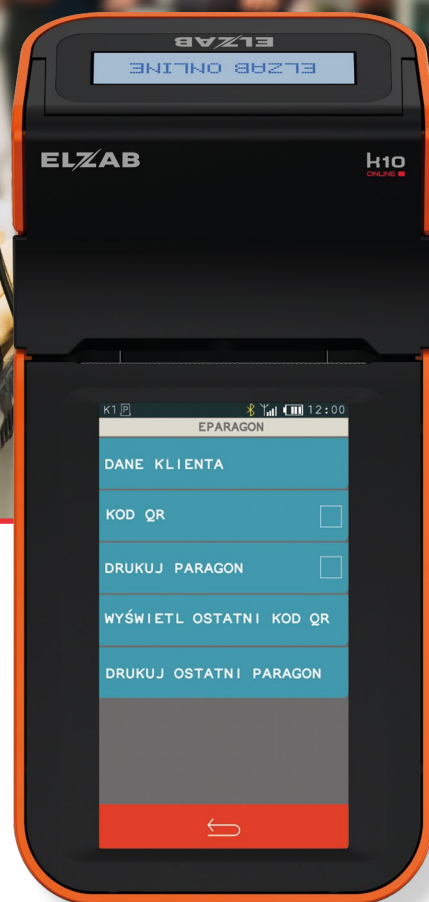 ELZAB
ELZAB ONLINE
ELZAB
k10
ONLINE
K1 P 12:00
EPARAGON
DANE KLIENTA
KOD QR
DRUKUJ PARAGON
WYŚWIETL OSTATNI KOD QR
DRUKUJ OSTATNI PARAGON